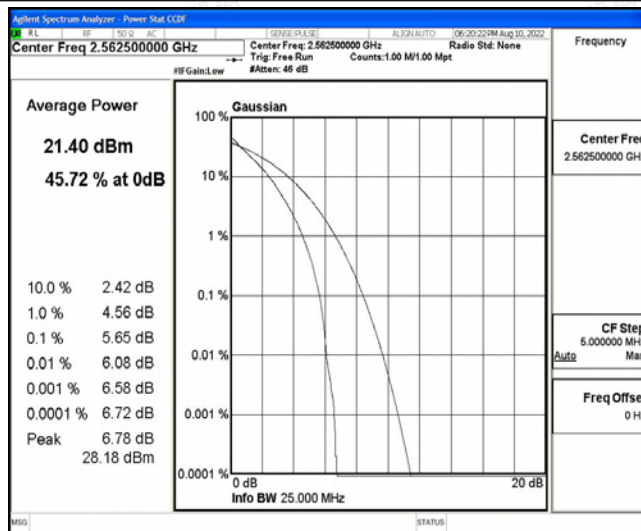 Agilent Spectrum Analyzer - Power Stat CCDF
RL RF 50 Ω AC SENSE:PULSE ALIGN AUTO 06:20:22 PM Aug 10, 2022
Center Freq 2.562500000 GHz
Center Freq: 2.562500000 GHz Radio Std: None
Trig: Free Run Counts:1.00 M/1.00 Mpt
#IFGain:Low #Atten: 46 dB
Frequency
Average Power
21.40 dBm
45.72 % at 0dB
10.0 % 2.42 dB
1.0 % 4.56 dB
0.1 % 5.65 dB
0.01 % 6.08 dB
0.001 % 6.58 dB
0.0001 % 6.72 dB
Peak 6.78 dB
28.18 dBm
Gaussian
100 %
10 %
1 %
0.1 %
0.01 %
0.001 %
0.0001 %
0 dB 20 dB
Info BW 25.000 MHz
Center Fre
2.562500000 GH
CF Ste
5.000000 MH
Auto Ma
Freq Offse
0 H
MSG STATUS